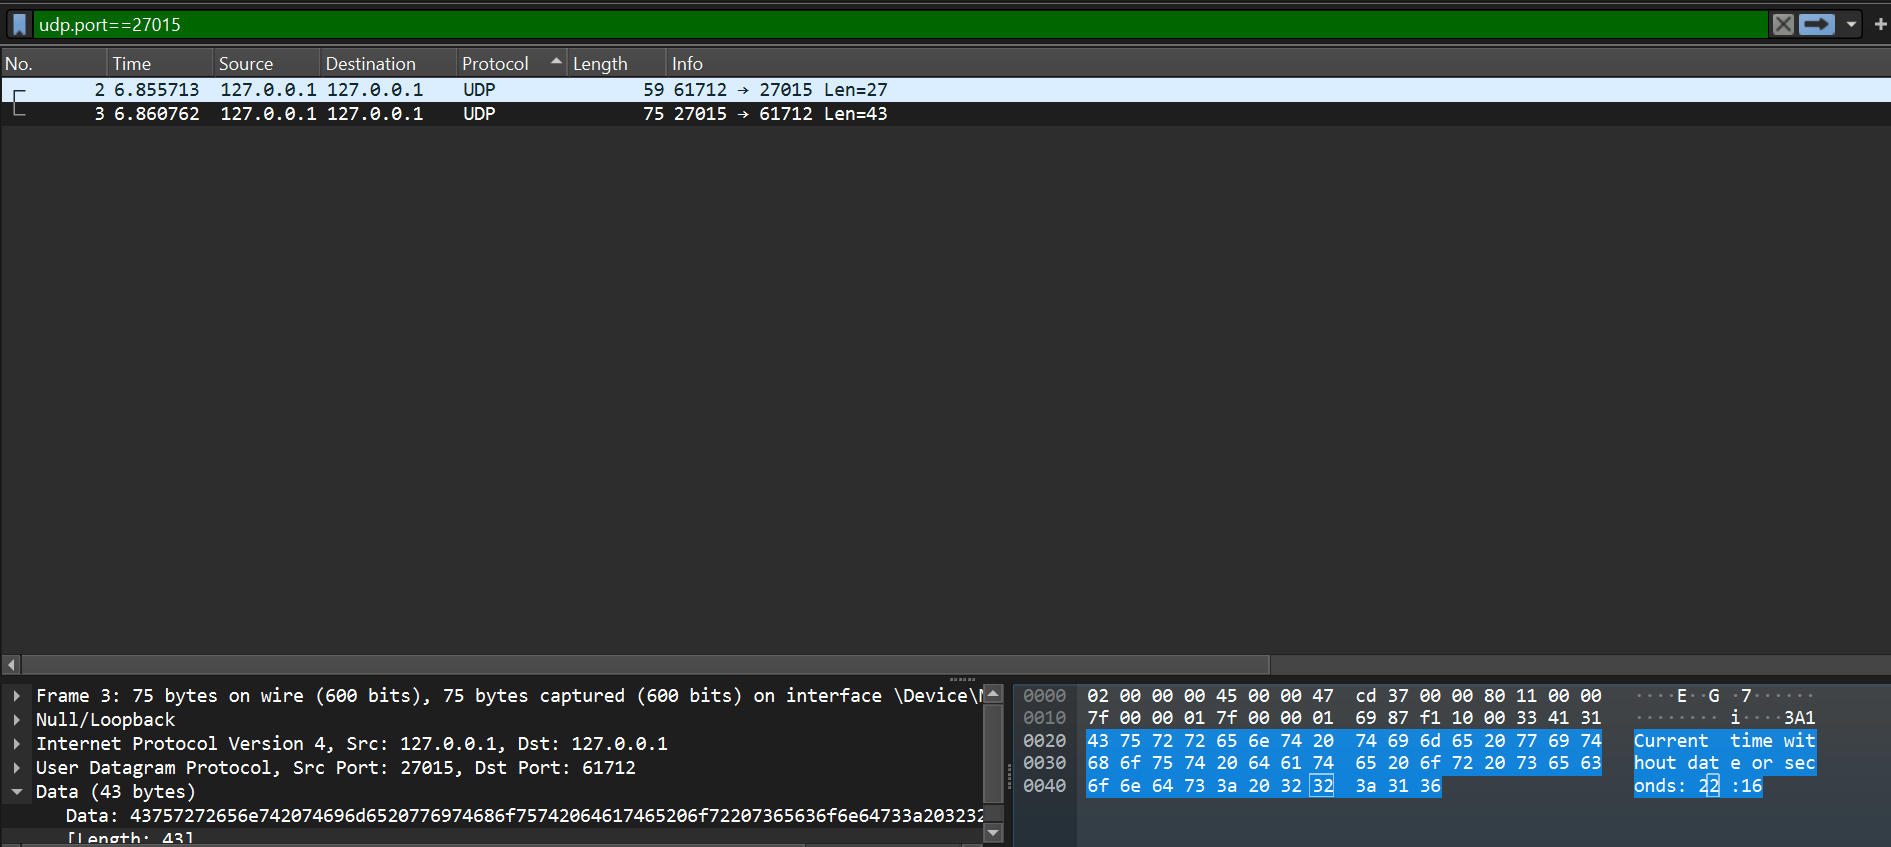 udp.port==27015
No. Time Source Destination Protocol Length Info
2 6.855713 127.0.0.1 127.0.0.1 UDP 59 61712 → 27015 Len=27
3 6.860762 127.0.0.1 127.0.0.1 UDP 75 27015 → 61712 Len=43
Frame 3: 75 bytes on wire (600 bits), 75 bytes captured (600 bits) on interface \Device\N
Null/Loopback
Internet Protocol Version 4, Src: 127.0.0.1, Dst: 127.0.0.1
User Datagram Protocol, Src Port: 27015, Dst Port: 61712
Data (43 bytes)
Data: 43757272656e742074696d6520776974686f75742064617465206f72207365636f6e64733a203232
[Length: 43]
0000 02 00 00 00 45 00 00 47 cd 37 00 00 80 11 00 00 ····E··G ·7······
0010 7f 00 00 01 7f 00 00 01 69 87 f1 10 00 33 41 31 ········ i····3A1
0020 43 75 72 72 65 6e 74 20 74 69 6d 65 20 77 69 74 Current time wit
0030 68 6f 75 74 20 64 61 74 65 20 6f 72 20 73 65 63 hout dat e or sec
0040 6f 6e 64 73 3a 20 32 32 3a 31 36 onds: 22 :16